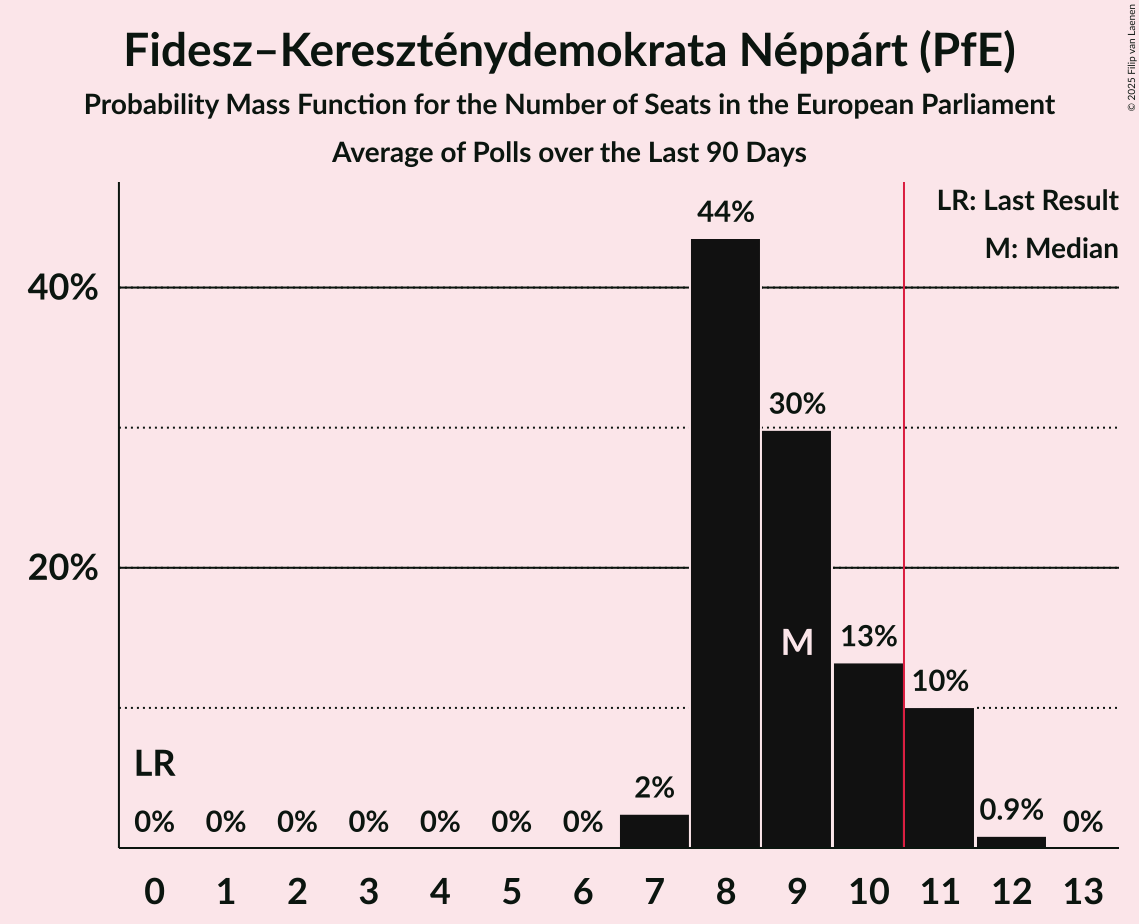 Fidesz–Kereszténydemokrata Néppárt (PfE)
Probability Mass Function for the Number of Seats in the European Parliament
Average of Polls over the Last 90 Days
© 2025 Filip van Laenen
LR: Last Result
M: Median
44%
40%
30%
20%
M
13%
10%
LR
2%
0.9%
0% 0% 0% 0% 0% 0% 0% 0%
0 1 2 3 4 5 6 7 8 9 10 11 12 13